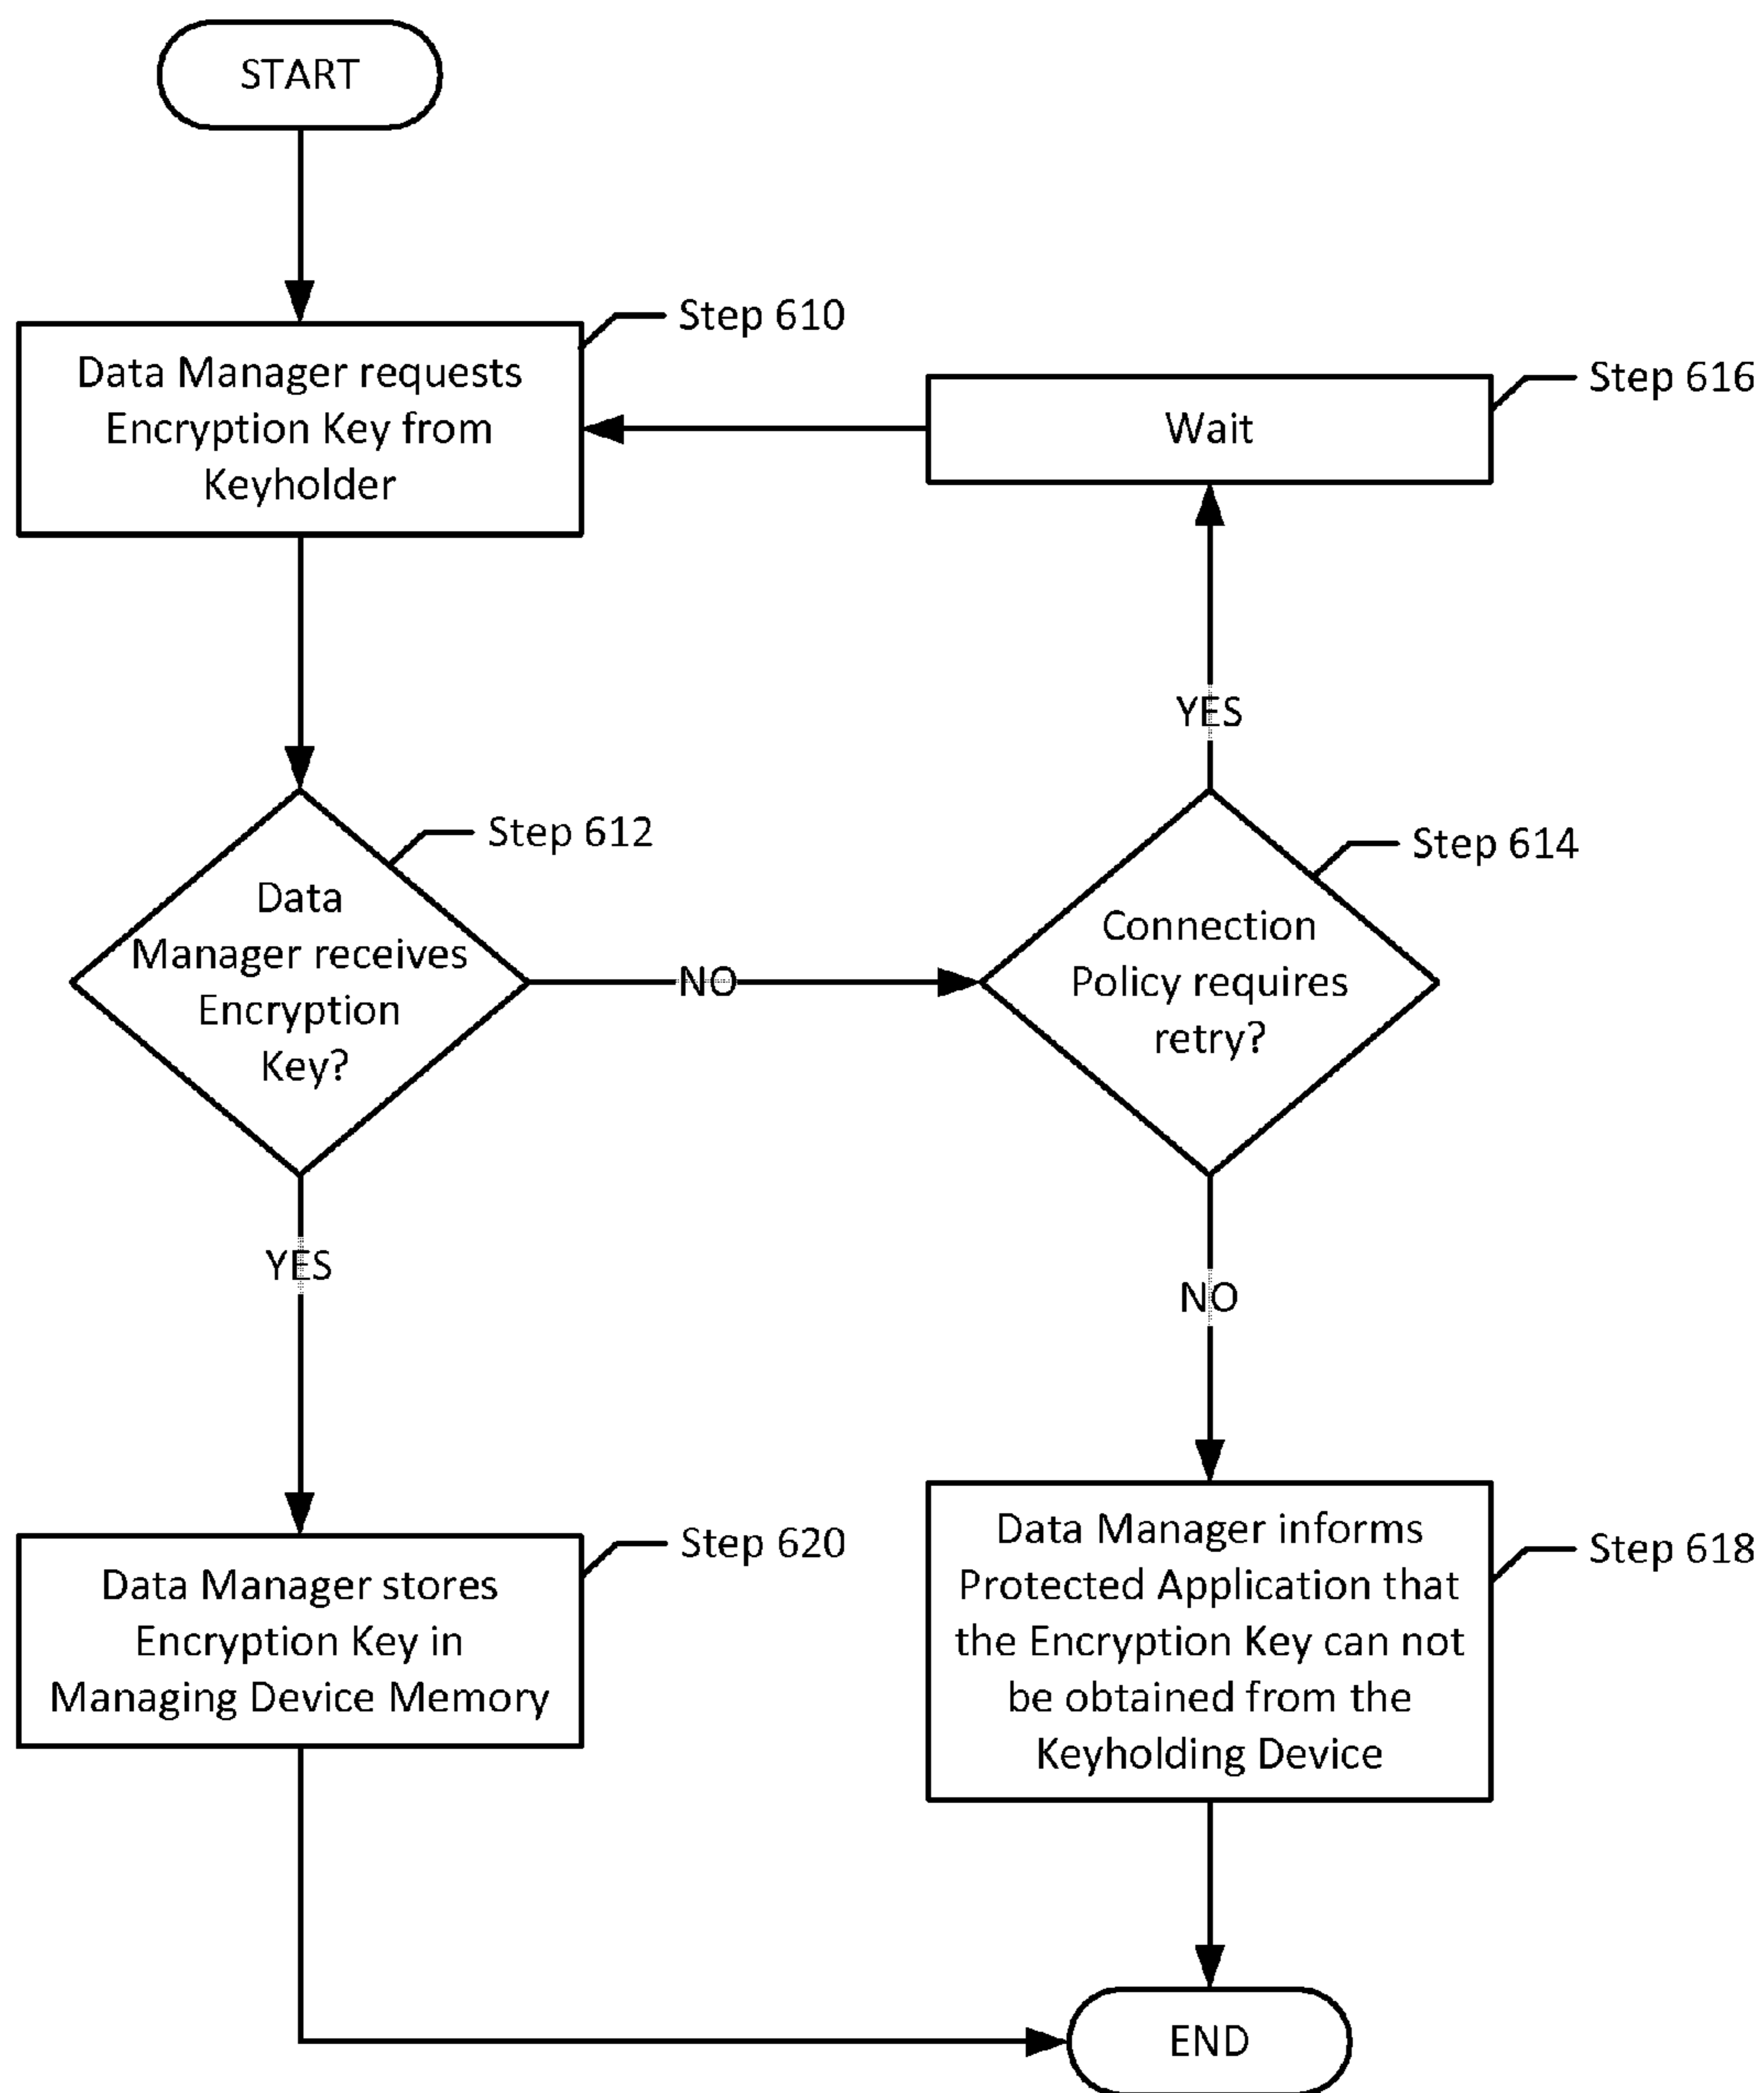 START
Step 610
Data Manager requests
Encryption Key from
Keyholder
Step 616
Wait
YES
Step 612
Data
Manager receives
Encryption
Key?
NO
Step 614
Connection
Policy requires
retry?
YES
NO
Step 620
Data Manager stores
Encryption Key in
Managing Device Memory
Step 618
Data Manager informs
Protected Application that
the Encryption Key can not
be obtained from the
Keyholding Device
END